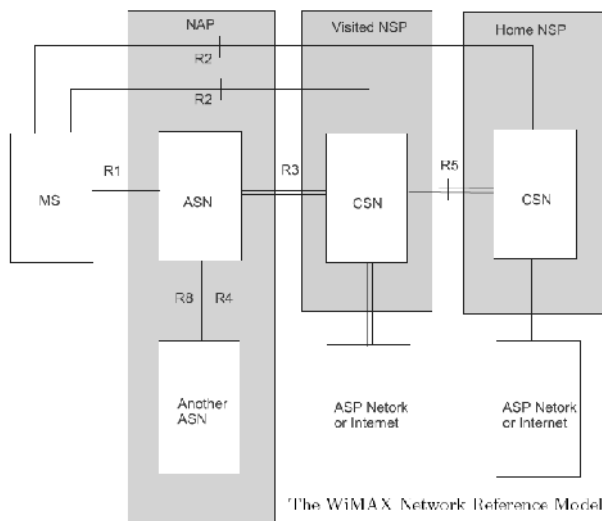 NAP
Visited NSP
Home NSP
R2
R2
R1
R3
R5
MS
ASN
CSN
CSN
R8 R4
Another
ASN
ASP Netork
or Internet
ASP Netork
or Internet
The WiMAX Network Reference Model